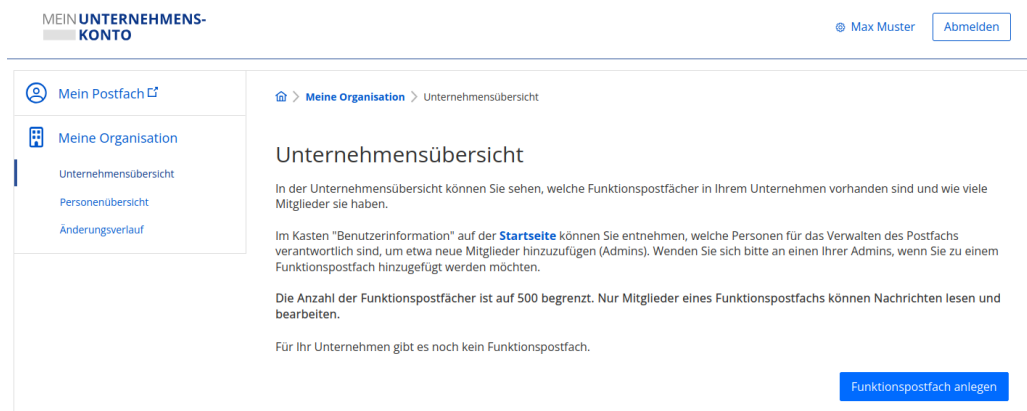 MEIN UNTERNEHMENS-
KONTO
Max Muster
Abmelden
Mein Postfach
Meine Organisation
Unternehmensübersicht
Personenübersicht
Änderungsverlauf
Meine Organisation > Unternehmensübersicht
Unternehmensübersicht
In der Unternehmensübersicht können Sie sehen, welche Funktionspostfächer in Ihrem Unternehmen vorhanden sind und wie viele
Mitglieder sie haben.
Im Kasten "Benutzerinformation" auf der Startseite können Sie entnehmen, welche Personen für das Verwalten des Postfachs
verantwortlich sind, um etwa neue Mitglieder hinzuzufügen (Admins). Wenden Sie sich bitte an einen Ihrer Admins, wenn Sie zu einem
Funktionspostfach hinzugefügt werden möchten.
Die Anzahl der Funktionspostfächer ist auf 500 begrenzt. Nur Mitglieder eines Funktionspostfachs können Nachrichten lesen und
bearbeiten.
Für Ihr Unternehmen gibt es noch kein Funktionspostfach.
Funktionspostfach anlegen